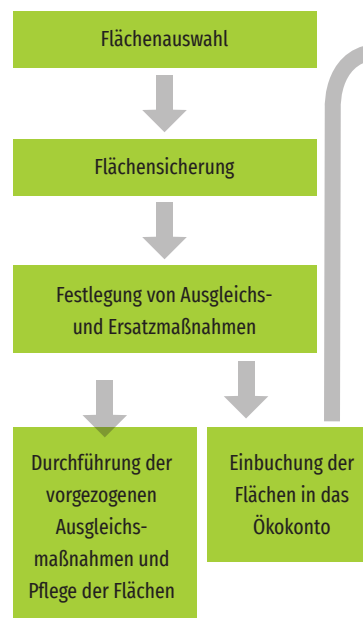 Flächenauswahl
Flächensicherung
Festlegung von Ausgleichs-
und Ersatzmaßnahmen
Durchführung der
vorgezogenen
Ausgleichs-
maßnahmen und
Pflege der Flächen
Einbuchung der
Flächen in das
Ökokonto